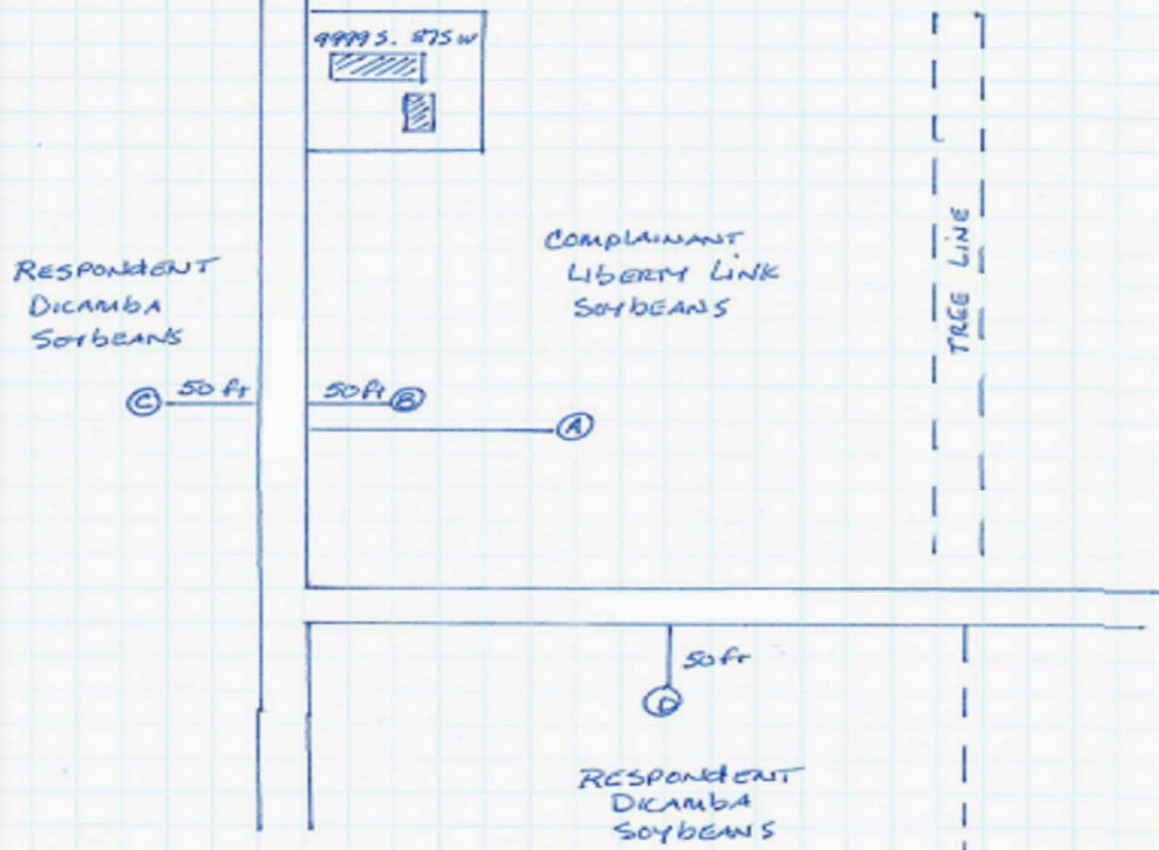 9999 S. 875 W
COMPLAINANT
LIBERTY LINK
SOYBEANS
TREE LINE
RESPONDENT
DICAMBA
SOYBEANS
C 50 ft
50 ft B
A
50 ft
D
RESPONDENT
DICAMBA
SOYBEANS